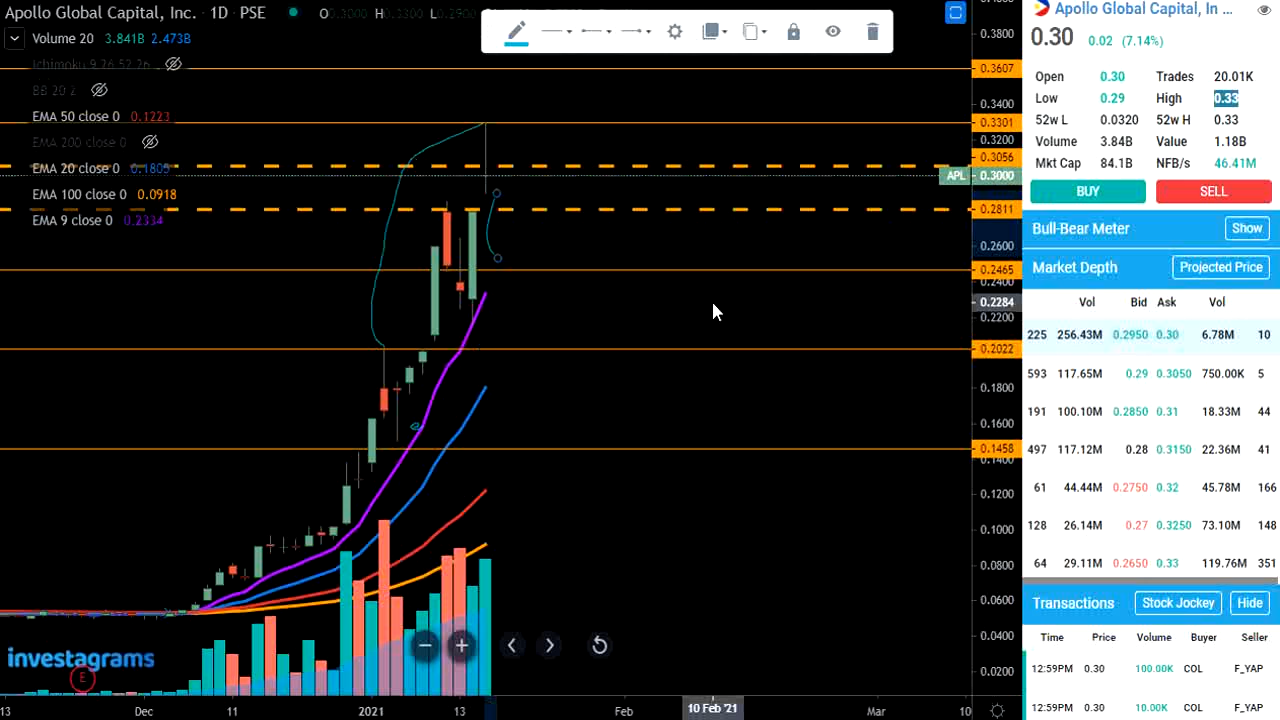 Apollo Global Capital, Inc. · 1D · PSE O0.3000 H0.3300 L0.2900
Volume 20 3.841B 2.473B
Ichimoku 9 26 52 26
BB 20 2
EMA 50 close 0 0.1223
EMA 200 close 0
EMA 20 close 0 0.1805
EMA 100 close 0 0.0918
EMA 9 close 0 0.2334
0.3800
0.3607
0.3400
0.3301
0.3200
0.3056
APL 0.3000
0.2811
0.2600
0.2465
0.2400
0.2284
0.2200
0.2022
0.1800
0.1600
0.1458
0.1400
0.1200
0.1000
0.0800
0.0600
0.0400
0.0200
investagrams
E
13 Dec 11 2021 13 Feb 10 Feb '21 Mar 10
Apollo Global Capital, In ...
0.30 0.02 (7.14%)
Open 0.30 Trades 20.01K
Low 0.29 High 0.33
52w L 0.0320 52w H 0.33
Volume 3.84B Value 1.18B
Mkt Cap 84.1B NFB/s 46.41M
BUY SELL
Bull-Bear Meter Show
Market Depth Projected Price
Vol Bid Ask Vol
225 256.43M 0.2950 0.30 6.78M 10
593 117.65M 0.29 0.3050 750.00K 5
191 100.10M 0.2850 0.31 18.33M 44
497 117.12M 0.28 0.3150 22.36M 41
61 44.44M 0.2750 0.32 45.78M 166
128 26.14M 0.27 0.3250 73.10M 148
64 29.11M 0.2650 0.33 119.76M 351
Transactions Stock Jockey Hide
Time Price Volume Buyer Seller
12:59PM 0.30 100.00K COL F_YAP
12:59PM 0.30 10.00K COL F_YAP